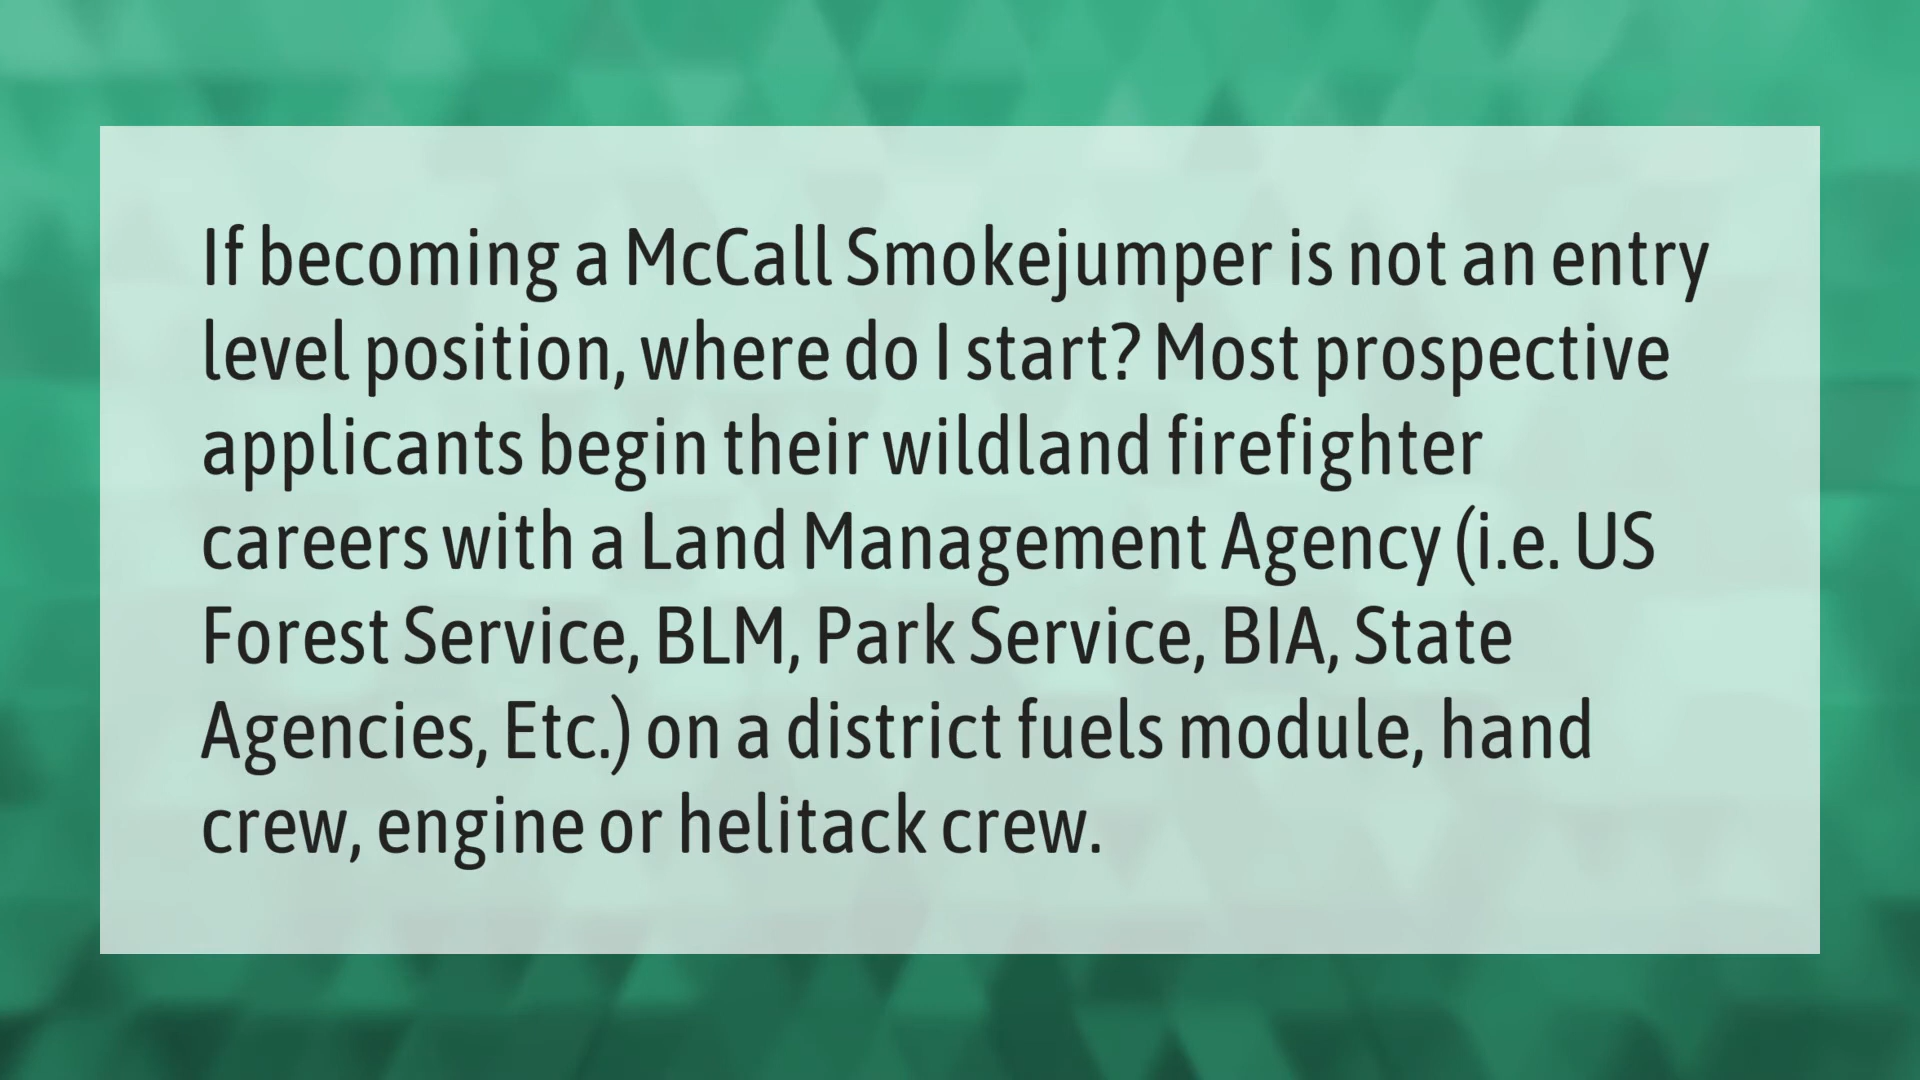 If becoming a McCall Smokejumper is not an entry
level position, where do I start? Most prospective
applicants begin their wildland firefighter
careers with a Land Management Agency (i.e. US
Forest Service, BLM, Park Service, BIA, State
Agencies, Etc.) on a district fuels module, hand
crew, engine or helitack crew.